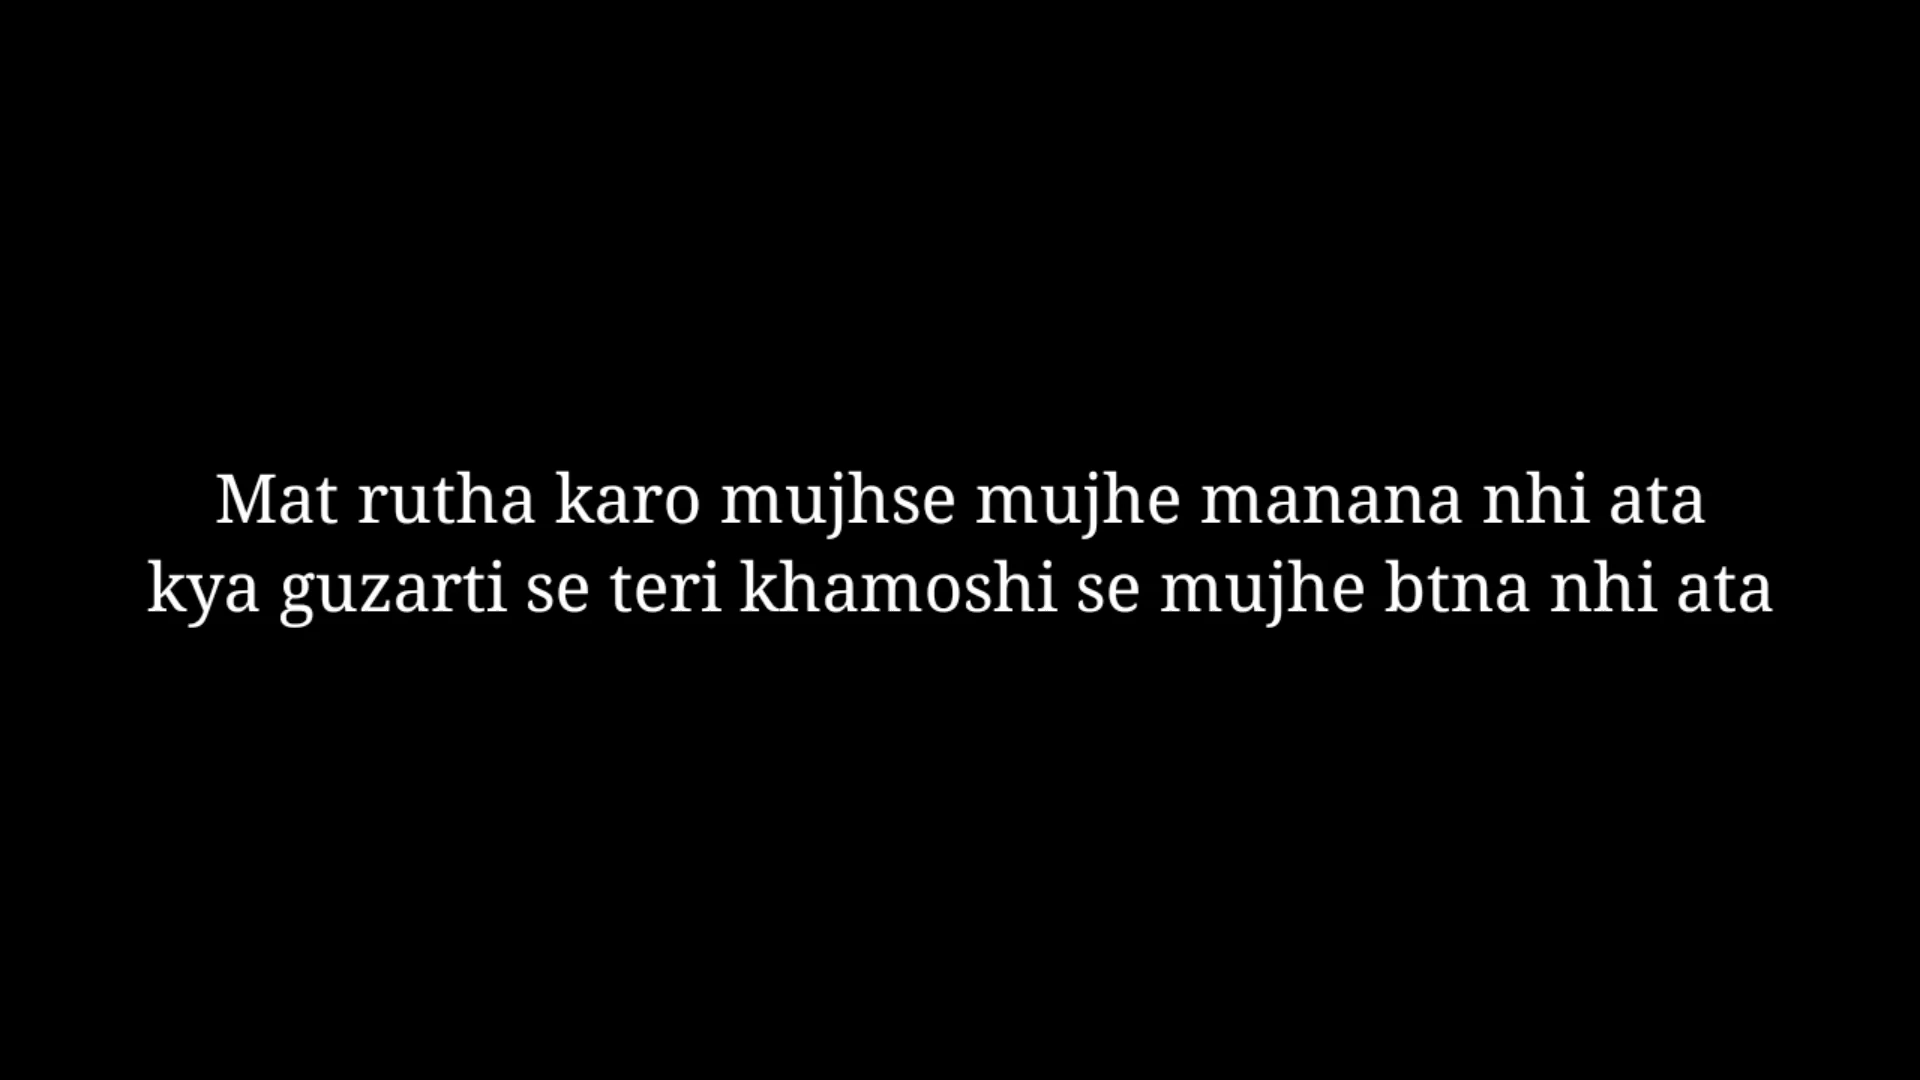 Mat rutha karo mujhse mujhe manana nhi ata
kya guzarti se teri khamoshi se mujhe btna nhi ata